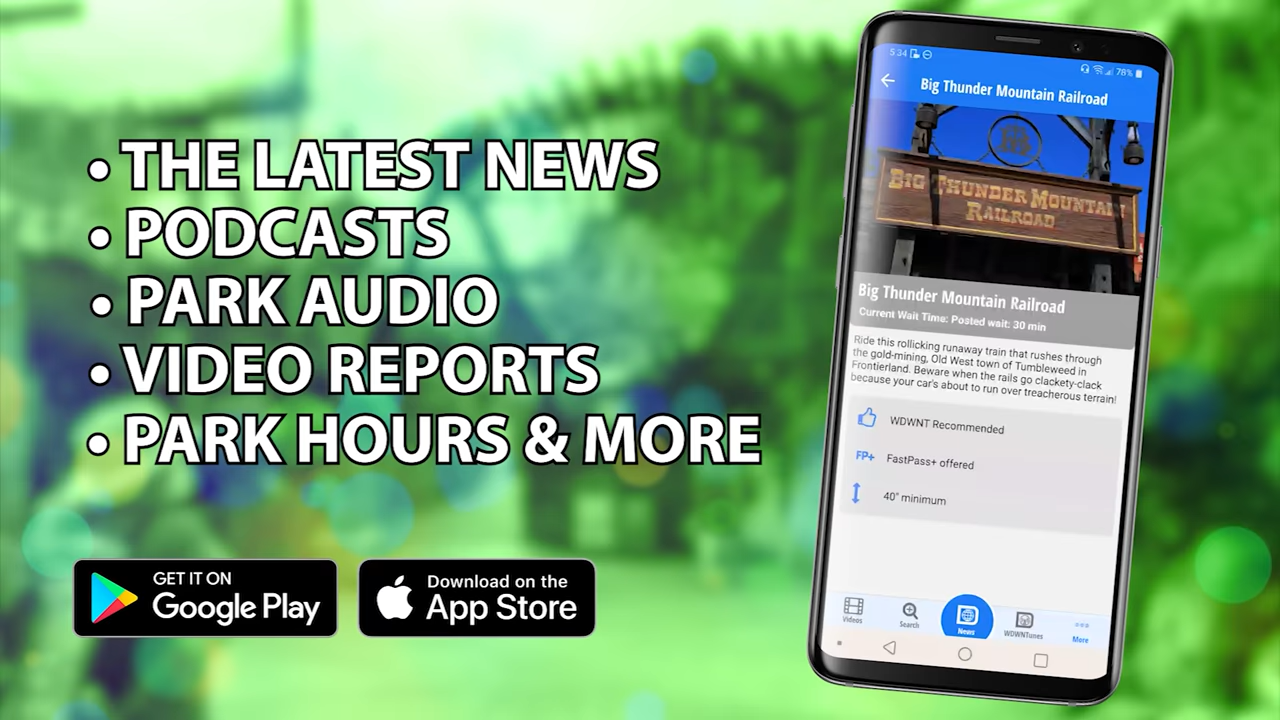 • THE LATEST NEWS
• PODCASTS
• PARK AUDIO
• VIDEO REPORTS
• PARK HOURS & MORE
GET IT ON
Google Play
Download on the
App Store
5:34
78%
Big Thunder Mountain Railroad
BIG THUNDER MOUNTAIN
RAILROAD
Big Thunder Mountain Railroad
Current Wait Time: Posted wait: 30 min
Ride this rollicking runaway train that rushes through
the gold-mining, Old West town of Tumbleweed in
Frontierland. Beware when the rails go clackety-clack
because your car's about to run over treacherous terrain!
WDWNT Recommended
FP+ FastPass+ offered
40" minimum
Videos
Search
News
WDWNTunes
More